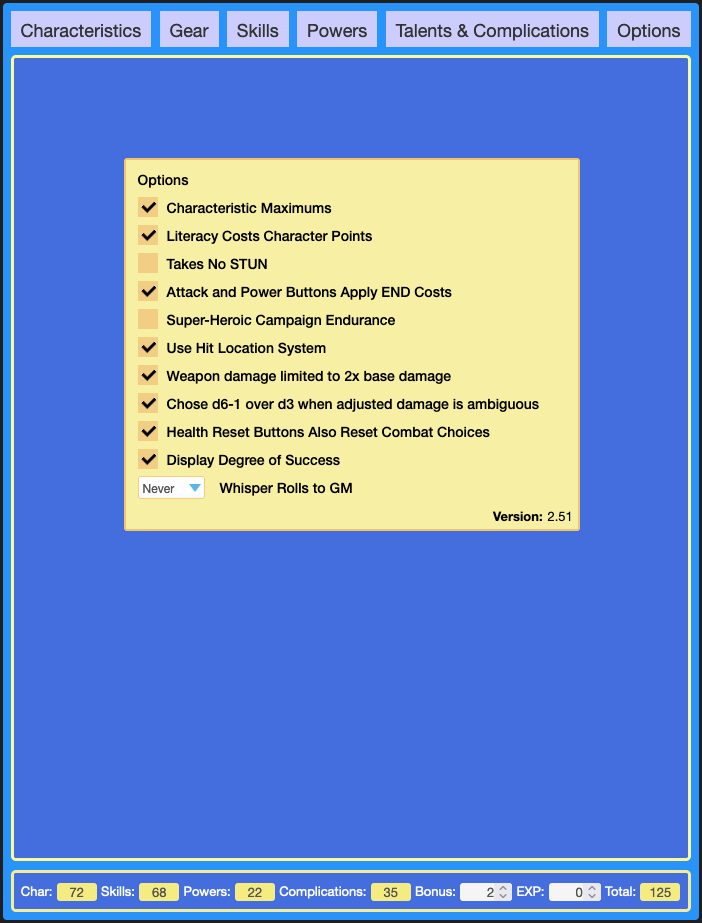 Characteristics Gear Skills Powers Talents & Complications Options
Options
Characteristic Maximums
Literacy Costs Character Points
Takes No STUN
Attack and Power Buttons Apply END Costs
Super-Heroic Campaign Endurance
Use Hit Location System
Weapon damage limited to 2x base damage
Chose d6-1 over d3 when adjusted damage is ambiguous
Health Reset Buttons Also Reset Combat Choices
Display Degree of Success
Never Whisper Rolls to GM
Version: 2.51
Char: 72 Skills: 68 Powers: 22 Complications: 35 Bonus: 2 EXP: 0 Total: 125